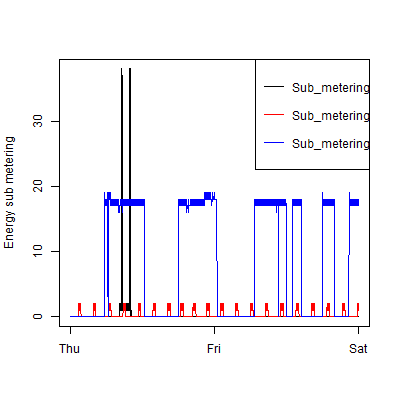 Energy sub metering
0
10
20
30
Thu
Fri
Sat
Sub_metering
Sub_metering
Sub_metering